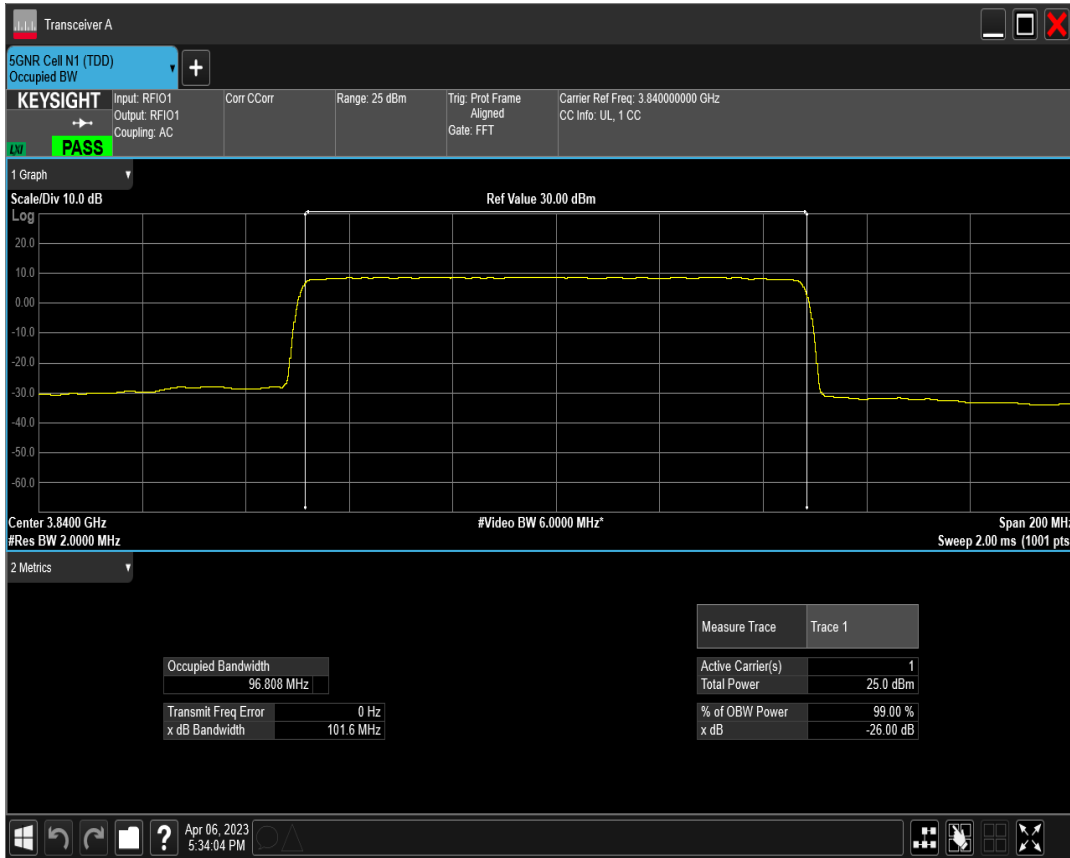 Transceiver A
5GNR Cell N1 (TDD)
Occupied BW
+
KEYSIGHT
LXI
PASS
Input: RFIO1
Output: RFIO1
Coupling: AC
Corr CCorr
Range: 25 dBm
Trig: Prot Frame
Aligned
Gate: FFT
Carrier Ref Freq: 3.840000000 GHz
CC Info: UL, 1 CC
1 Graph
Scale/Div 10.0 dB
Ref Value 30.00 dBm
Log
20.0
10.0
0.00
-10.0
-20.0
-30.0
-40.0
-50.0
-60.0
Center 3.8400 GHz
#Video BW 6.0000 MHz*
Span 200 MHz
#Res BW 2.0000 MHz
Sweep 2.00 ms (1001 pts
2 Metrics
Measure Trace Trace 1
Occupied Bandwidth
96.808 MHz
Active Carrier(s) 1
Total Power 25.0 dBm
Transmit Freq Error 0 Hz
x dB Bandwidth 101.6 MHz
% of OBW Power 99.00 %
x dB -26.00 dB
?
Apr 06, 2023
5:34:04 PM